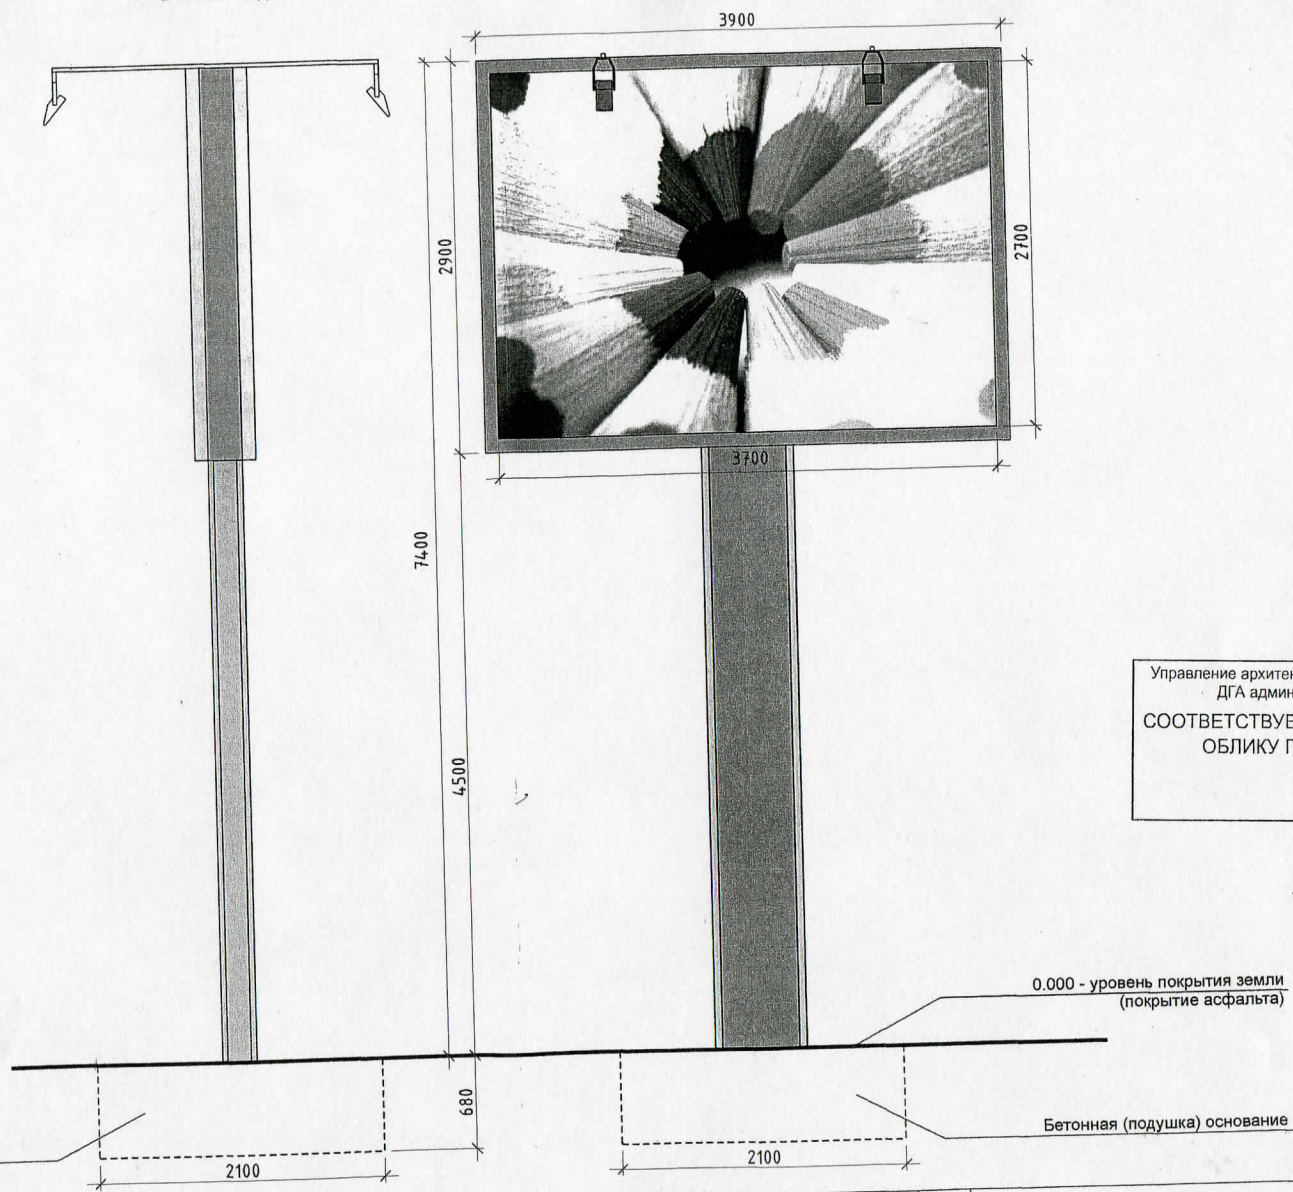 3900
2900
2700
7400
3700
4500
Управление архитек
ДГА админ
СООТВЕТСТВУЕ
ОБЛИКУ Г
0.000 - уровень покрытия земли
(покрытие асфальта)
680
Бетонная (подушка) основание
2100
2100